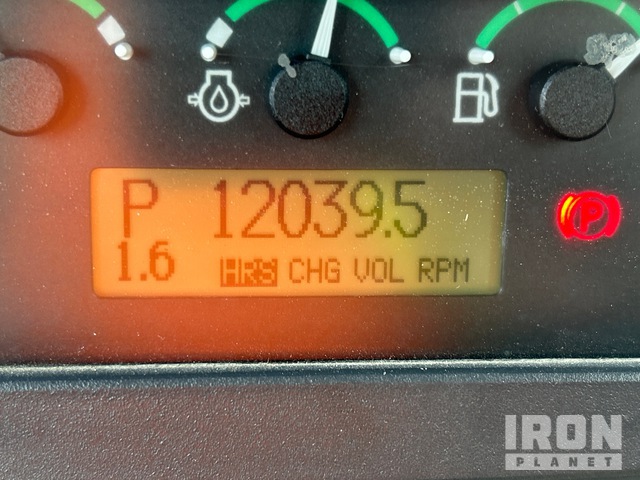 P 12039.5
P
1.6 HRS CHG VOL RPM
IRON
PLANET